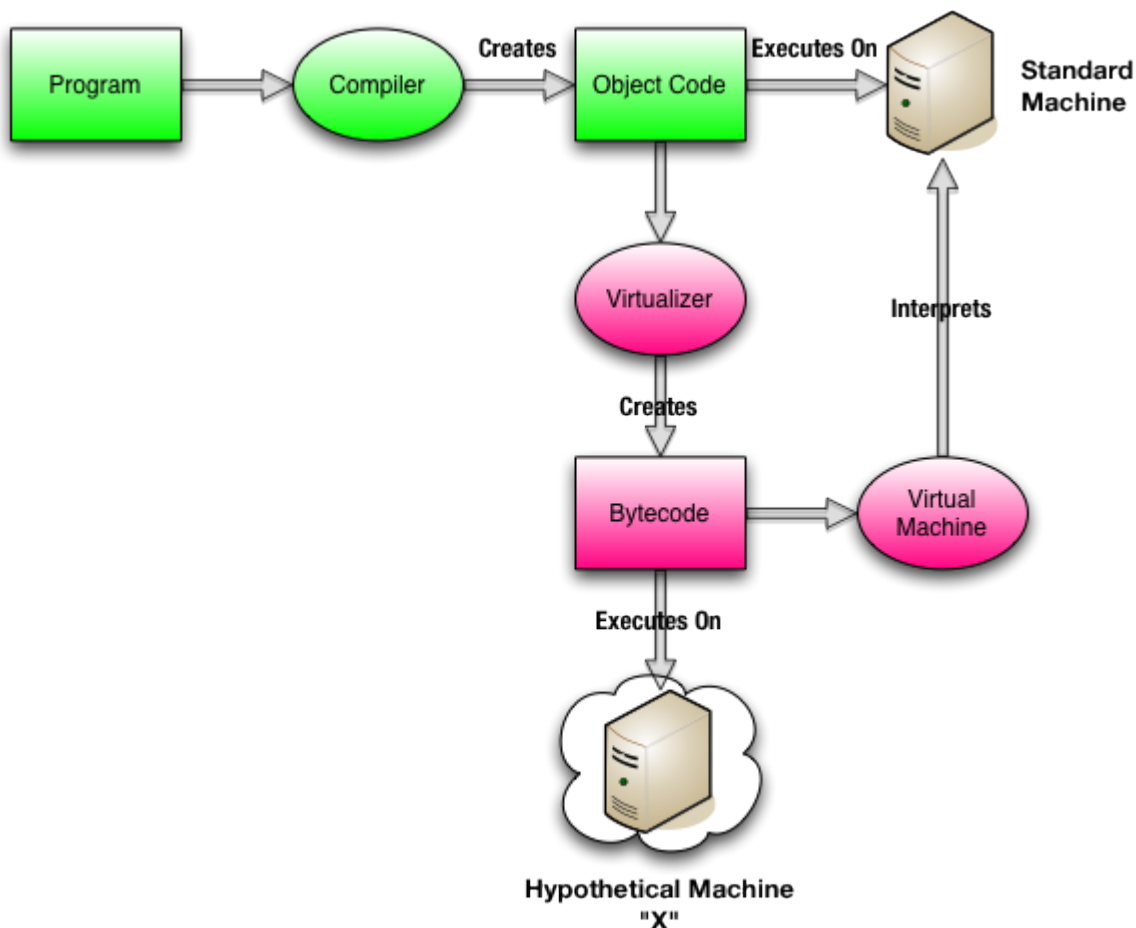 Program
Compiler
Creates
Object Code
Executes On
Standard
Machine
Virtualizer
Interprets
Creates
Bytecode
Virtual
Machine
Executes On
Hypothetical Machine
"X"